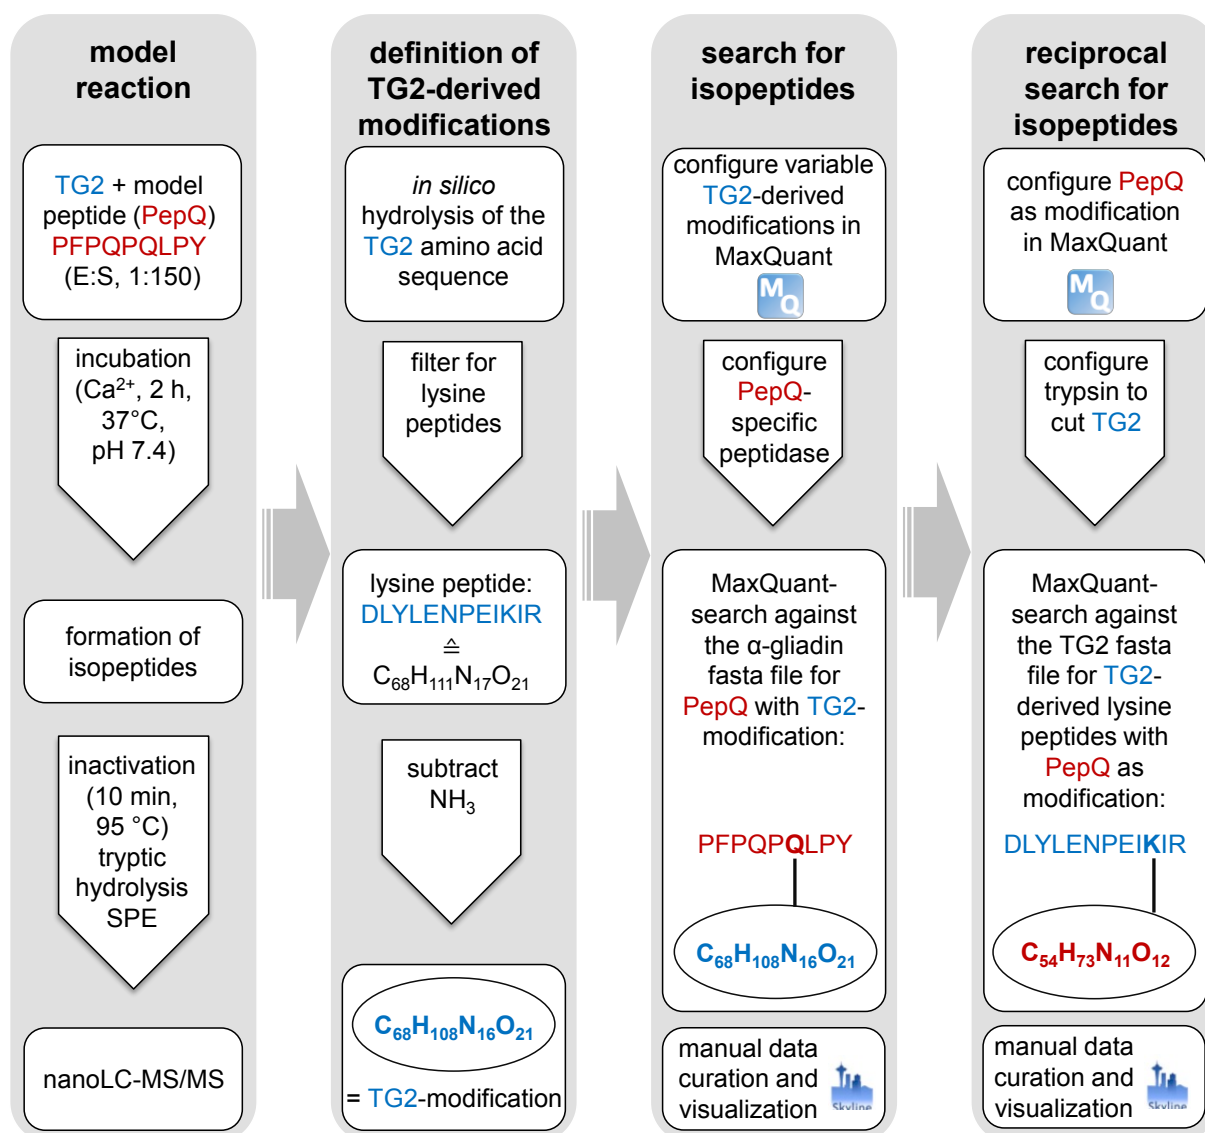 model
reaction
TG2 + model
peptide (PepQ)
PFPQPQLPY
(E:S, 1:150)
incubation
(Ca²⁺, 2 h,
37°C,
pH 7.4)
formation of
isopeptides
inactivation
(10 min,
95 °C)
tryptic
hydrolysis
SPE
nanoLC-MS/MS
definition of
TG2-derived
modifications
in silico
hydrolysis of the
TG2 amino acid
sequence
filter for
lysine
peptides
lysine peptide:
DLYLENPEIKIR
≙
C₆₈H₁₁₁N₁₇O₂₁
subtract
NH₃
C₆₈H₁₀₈N₁₆O₂₁
= TG2-modification
search for
isopeptides
configure variable
TG2-derived
modifications in
MaxQuant
M
Q
configure
PepQ-
specific
peptidase
MaxQuant-
search against
the α-gliadin
fasta file for
PepQ with TG2-
modification:
PFPQPQLPY
C₆₈H₁₀₈N₁₆O₂₁
manual data
curation and
visualization
Skyline
reciprocal
search for
isopeptides
configure PepQ
as modification
in MaxQuant
M
Q
configure
trypsin to
cut TG2
MaxQuant-
search against
the TG2 fasta
file for TG2-
derived lysine
peptides with
PepQ as
modification:
DLYLENPEIKIR
C₅₄H₇₃N₁₁O₁₂
manual data
curation and
visualization
Skyline